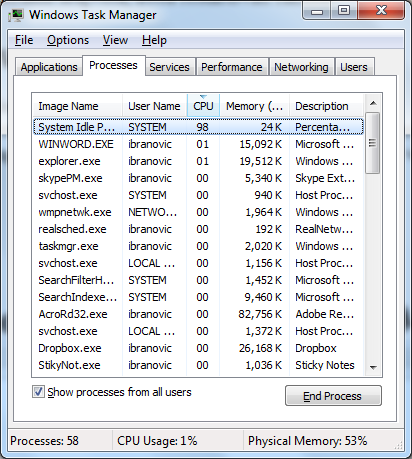 Windows Task Manager
File Options View Help
Applications Processes Services Performance Networking Users
Image Name User Name CPU Memory (... Description
System Idle P... SYSTEM 98 24 K Percenta...
WINWORD.EXE ibranovic 01 15,092 K Microsoft ...
explorer.exe ibranovic 01 19,512 K Windows ...
skypePM.exe ibranovic 00 5,340 K Skype Ext...
svchost.exe SYSTEM 00 940 K Host Proc...
wmpnetwk.exe NETWO... 00 1,964 K Windows ...
realsched.exe ibranovic 00 192 K RealNetw...
taskmgr.exe ibranovic 00 2,020 K Windows ...
svchost.exe LOCAL ... 00 1,156 K Host Proc...
SearchFilterH... SYSTEM 00 1,452 K Microsoft ...
SearchIndexe... SYSTEM 00 9,460 K Microsoft ...
AcroRd32.exe ibranovic 00 82,756 K Adobe Re...
svchost.exe LOCAL ... 00 1,372 K Host Proc...
Dropbox.exe ibranovic 00 26,168 K Dropbox
StikyNot.exe ibranovic 00 1,036 K Sticky Notes
Show processes from all users End Process
Processes: 58 CPU Usage: 1% Physical Memory: 53%